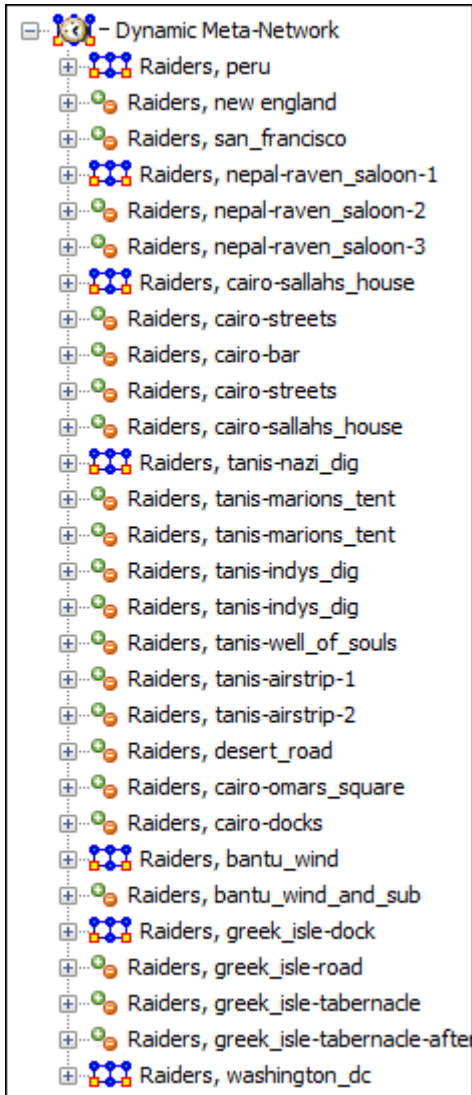 - Dynamic Meta-Network
Raiders, peru
Raiders, new england
Raiders, san_francisco
Raiders, nepal-raven_saloon-1
Raiders, nepal-raven_saloon-2
Raiders, nepal-raven_saloon-3
Raiders, cairo-sallahs_house
Raiders, cairo-streets
Raiders, cairo-bar
Raiders, cairo-streets
Raiders, cairo-sallahs_house
Raiders, tanis-nazi_dig
Raiders, tanis-marions_tent
Raiders, tanis-marions_tent
Raiders, tanis-indys_dig
Raiders, tanis-indys_dig
Raiders, tanis-well_of_souls
Raiders, tanis-airstrip-1
Raiders, tanis-airstrip-2
Raiders, desert_road
Raiders, cairo-omars_square
Raiders, cairo-docks
Raiders, bantu_wind
Raiders, bantu_wind_and_sub
Raiders, greek_isle-dock
Raiders, greek_isle-road
Raiders, greek_isle-tabernacle
Raiders, greek_isle-tabernacle-after
Raiders, washington_dc